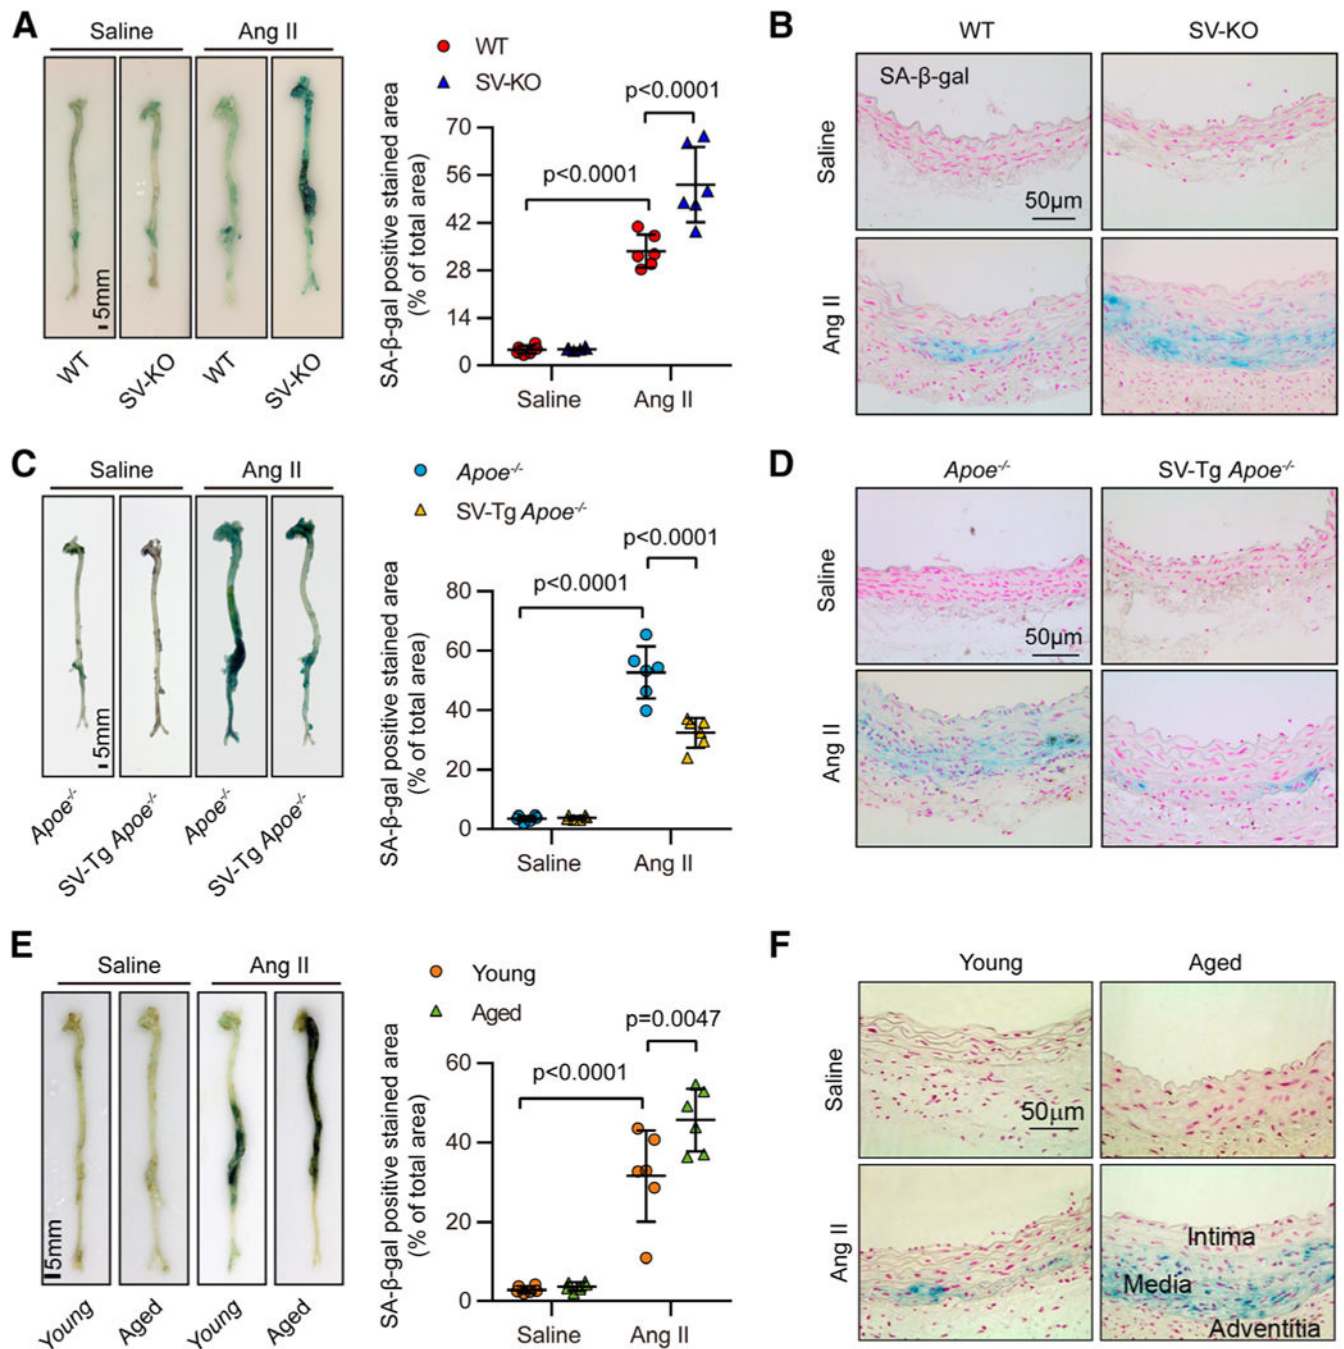 A
Saline
Ang II
5mm
WT
SV-KO
WT
SV-KO
WT
SV-KO
SA-β-gal positive stained area
(% of total area)
70
56
42
28
14
0
p<0.0001
p<0.0001
Saline
Ang II
B
WT
SV-KO
Saline
Ang II
SA-β-gal
50μm
C
Saline
Ang II
5mm
Apoe-/-
SV-Tg Apoe-/-
Apoe-/-
SV-Tg Apoe-/-
Apoe-/-
SV-Tg Apoe-/-
SA-β-gal positive stained area
(% of total area)
80
60
40
20
0
p<0.0001
p<0.0001
Saline
Ang II
D
Apoe-/-
SV-Tg Apoe-/-
Saline
Ang II
50μm
E
Saline
Ang II
5mm
Young
Aged
Young
Aged
Young
Aged
SA-β-gal positive stained area
(% of total area)
60
40
20
0
p<0.0001
p=0.0047
Saline
Ang II
F
Young
Aged
Saline
Ang II
50μm
Intima
Media
Adventitia